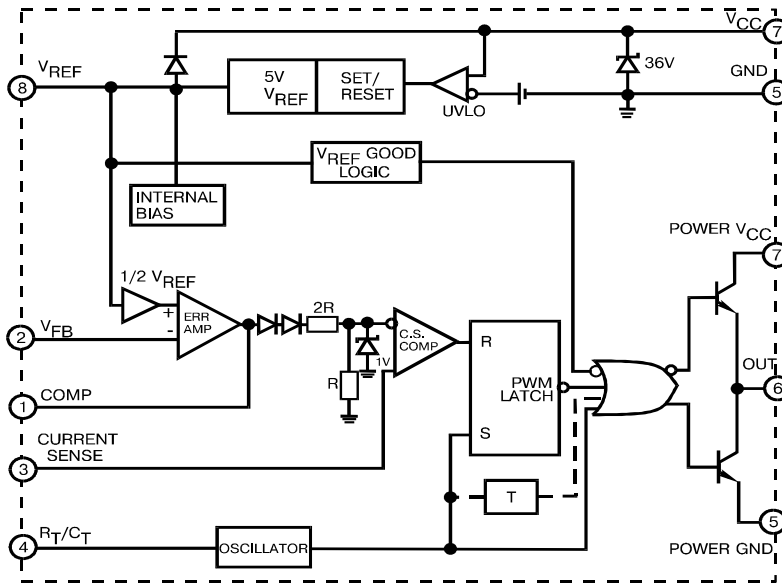 VCC
7
8
VREF
5V
VREF
SET/
RESET
UVLO
36V
GND
5
VREF GOOD
LOGIC
INTERNAL
BIAS
POWER VCC
7
1/2 VREF
+
-
ERR
AMP
2
VFB
2R
R
1V
C.S.
COMP
R
PWM
LATCH
S
OUT
6
1
COMP
CURRENT
SENSE
3
T
4
RT/CT
OSCILLATOR
5
POWER GND